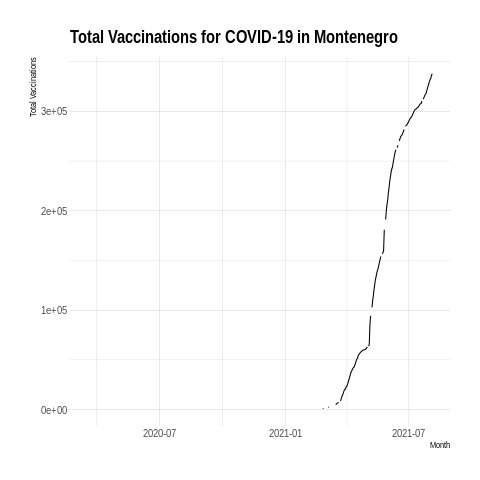 Total Vaccinations for COVID-19 in Montenegro
Total Vaccinations
3e+05
2e+05
1e+05
0e+00
2020-07
2021-01
2021-07
Month